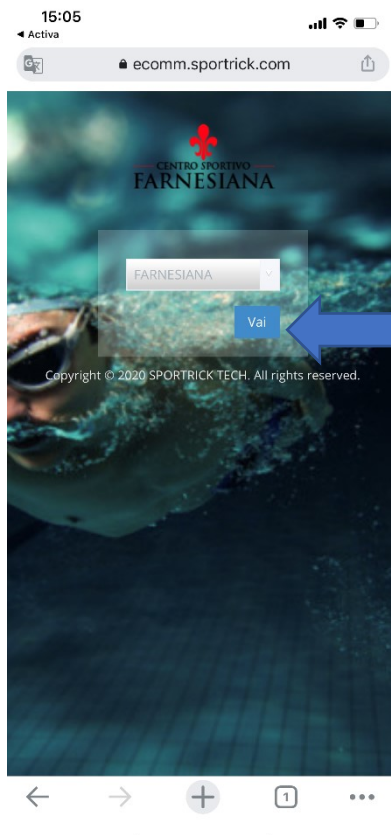 15:05
Activa
ecomm.sportrick.com
CENTRO SPORTIVO
FARNESIANA
FARNESIANA
Vai
Copyright © 2020 SPORTRICK TECH. All rights reserved.
1